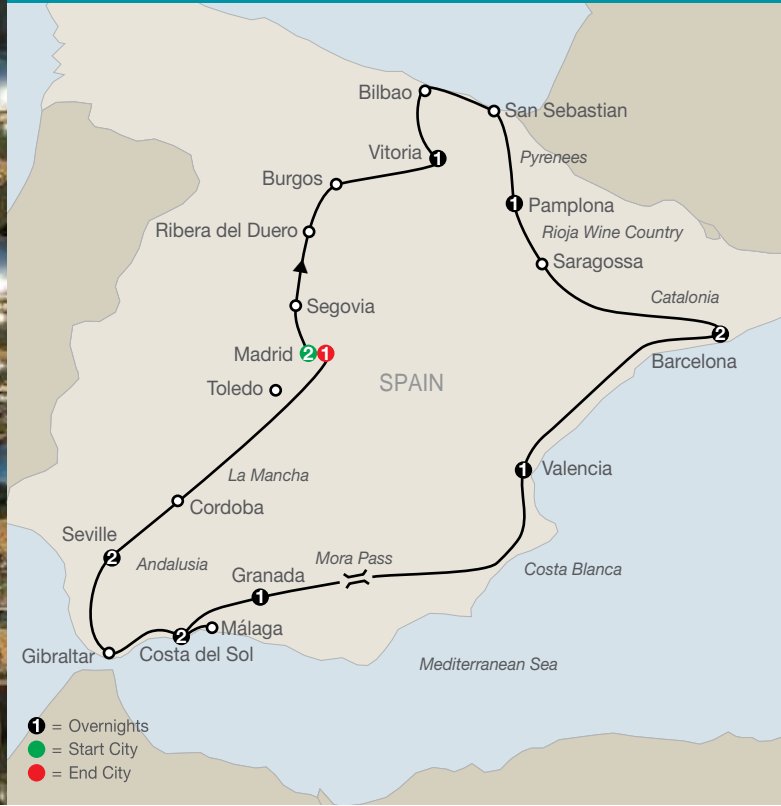 Bilbao
San Sebastian
Vitoria 1
Pyrenees
Burgos
1 Pamplona
Ribera del Duero
Rioja Wine Country
Saragossa
Catalonia
Segovia
2
Madrid 2 1
Barcelona
SPAIN
Toledo
1 Valencia
La Mancha
Cordoba
Seville
2
Andalusia
Mora Pass
Costa Blanca
Granada
1
Málaga
2
Gibraltar
Costa del Sol
Mediterranean Sea
1 = Overnights
= Start City
= End City